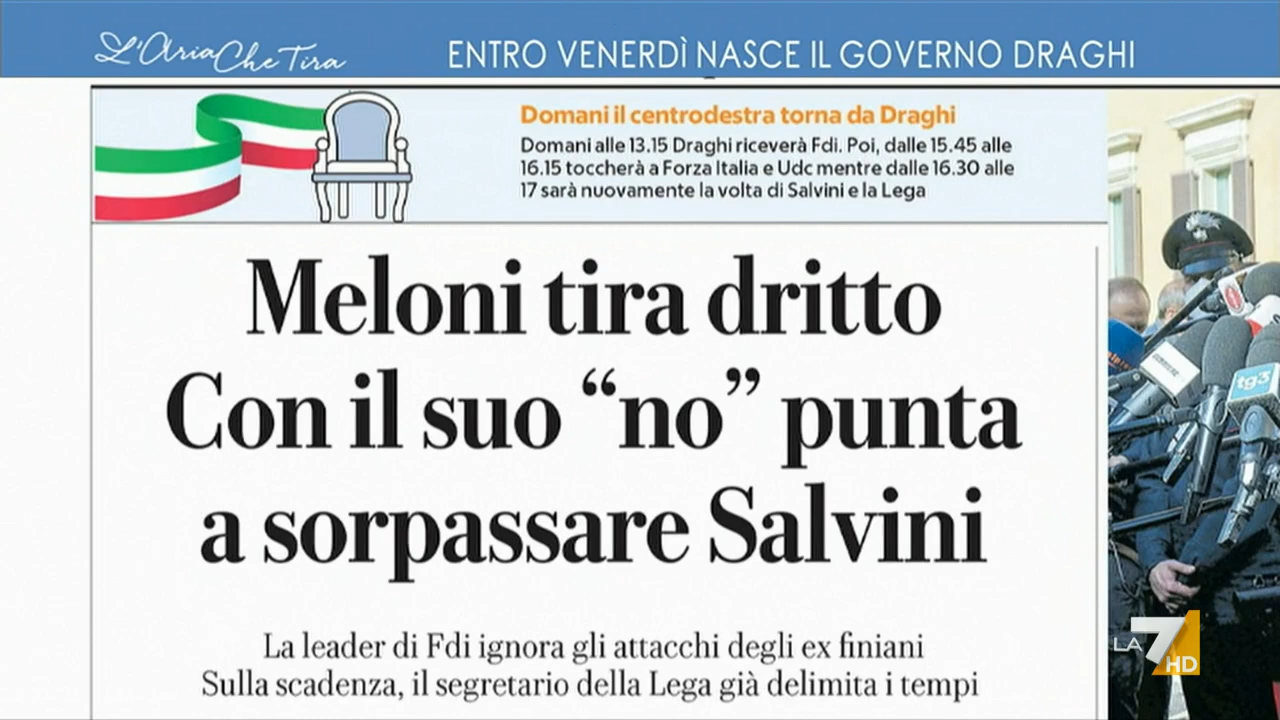 L'Aria Che Tira
ENTRO VENERDÌ NASCE IL GOVERNO DRAGHI
Domani il centrodestra torna da Draghi
Domani alle 13.15 Draghi riceverà FdI. Poi, dalle 15.45 alle
16.15 toccherà a Forza Italia e Udc mentre dalle 16.30 alle
17 sarà nuovamente la volta di Salvini e la Lega
Meloni tira dritto
Con il suo “no” punta
a sorpassare Salvini
La leader di FdI ignora gli attacchi degli ex finiani
Sulla scadenza, il segretario della Lega già delimita i tempi
tg3
LA 7 HD